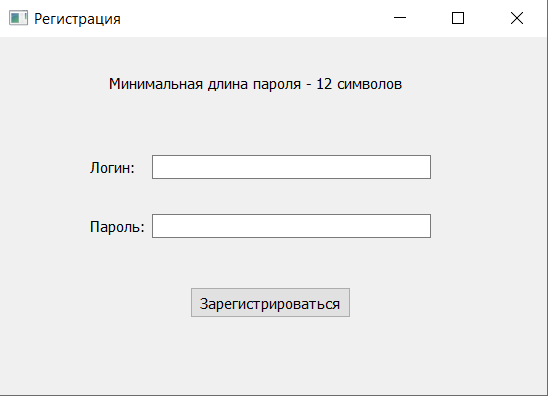 Регистрация
Минимальная длина пароля - 12 символов
Логин:
Пароль:
Зарегистрироваться